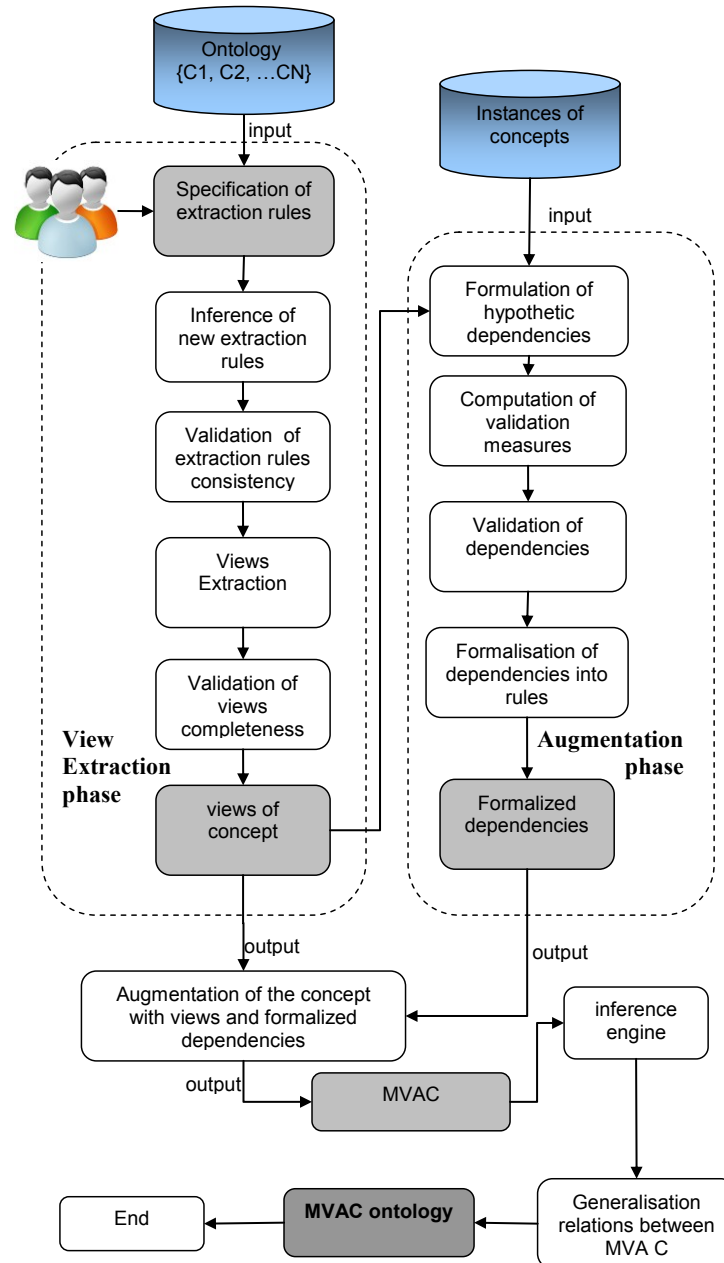 Ontology
{C1, C2, …CN}
input
Instances of
concepts
input
Specification of
extraction rules
Inference of
new extraction
rules
Validation of
extraction rules
consistency
Views
Extraction
Validation of
views
completeness
View
Extraction
phase
views of
concept
Formulation of
hypothetic
dependencies
Computation of
validation
measures
Validation of
dependencies
Formalisation of
dependencies into
rules
Augmentation
phase
Formalized
dependencies
output
output
Augmentation of the concept
with views and formalized
dependencies
output
MVAC
inference
engine
Generalisation
relations between
MVA C
MVAC ontology
End